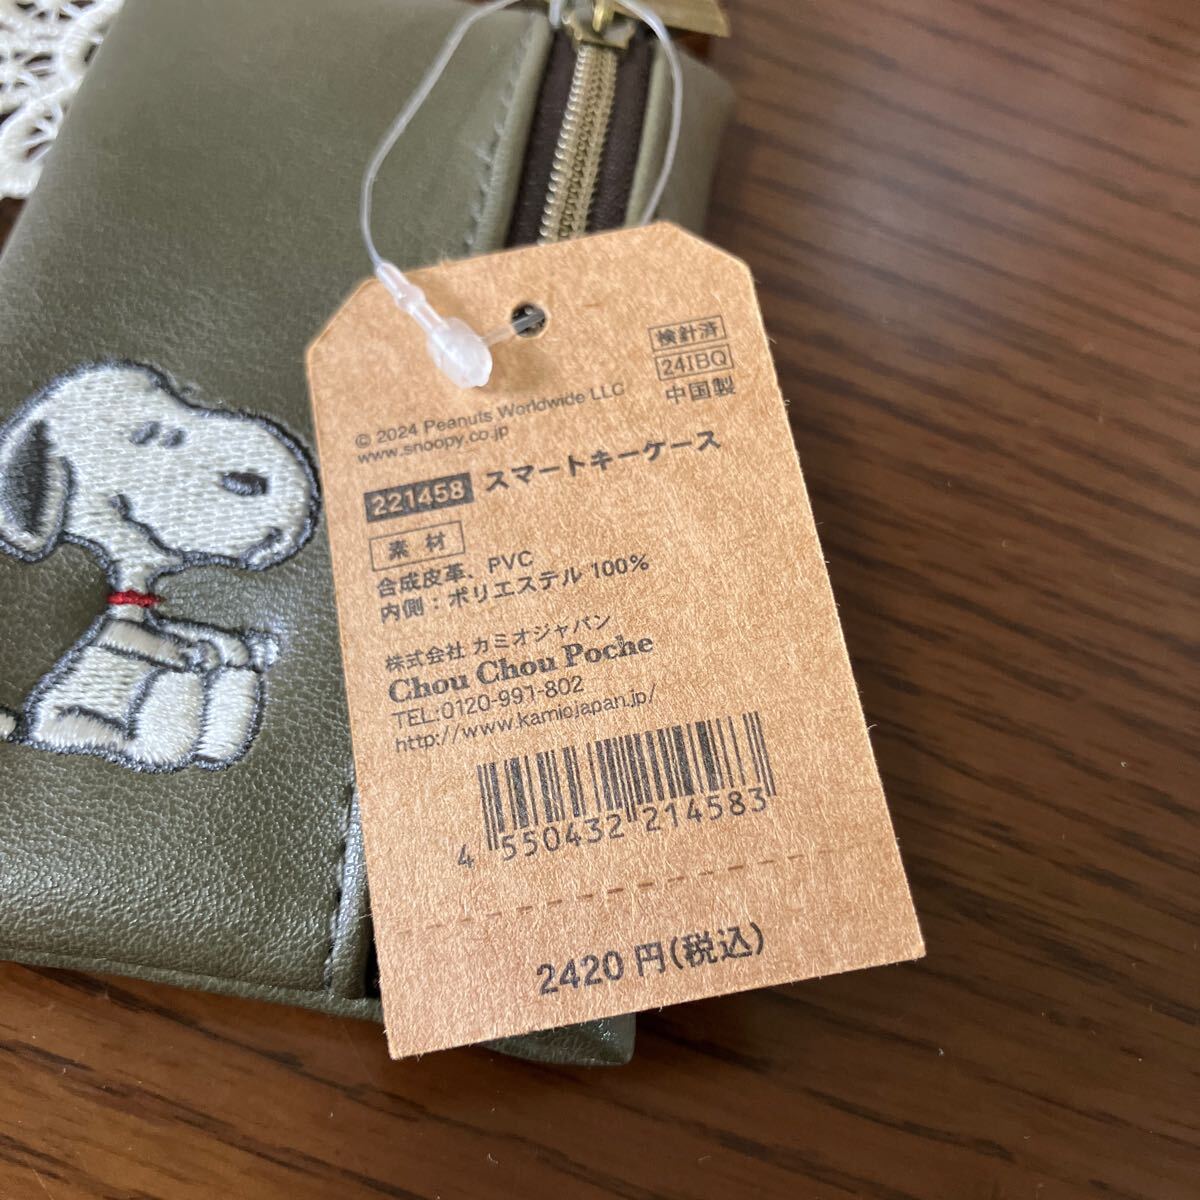 検針済
24IBQ
中国製
© 2024 Peanuts Worldwide LLC
www.snoopy.co.jp
221458 スマートキーケース
素材
合成皮革、PVC
内側：ポリエステル 100%
株式会社 カミオジャパン
Chou Chou Poche
TEL:0120-991-802
http://www.kamiojapan.jp/
4 550432 214583
2420 円(税込)